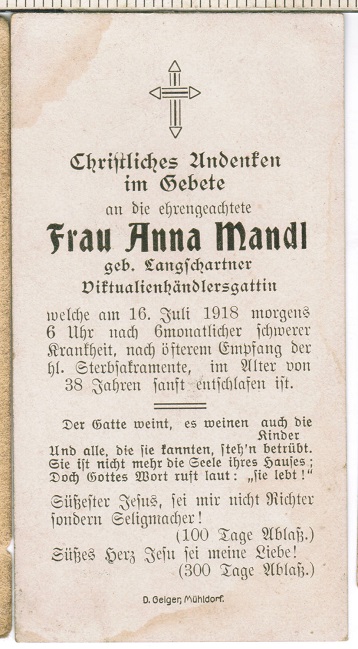 Christliches Andenken
im Gebete
an die ehrengeachtete
Frau Anna Mandl
geb. Langschartner
Viktualienhändlersgattin
welche am 16. Juli 1918 morgens
6 Uhr nach 6monatlicher schwerer
Krankheit, nach österem Empfang der
hl. Sterbsakramente, im Alter von
38 Jahren sanft entschlafen ist.
Der Gatte weint, es weinen auch die
Kinder
Und alle, die sie kannten, steh'n betrübt.
Sie ist nicht mehr die Seele ihres Hauses;
Doch Gottes Wort ruft laut: „sie lebt!"
Süßester Jesus, sei mir nicht Richter
sondern Seligmacher!
(100 Tage Ablaß.)
Süßes Herz Jesu sei meine Liebe!
(300 Tage Ablaß.)
D. Geiger, Mühldorf.